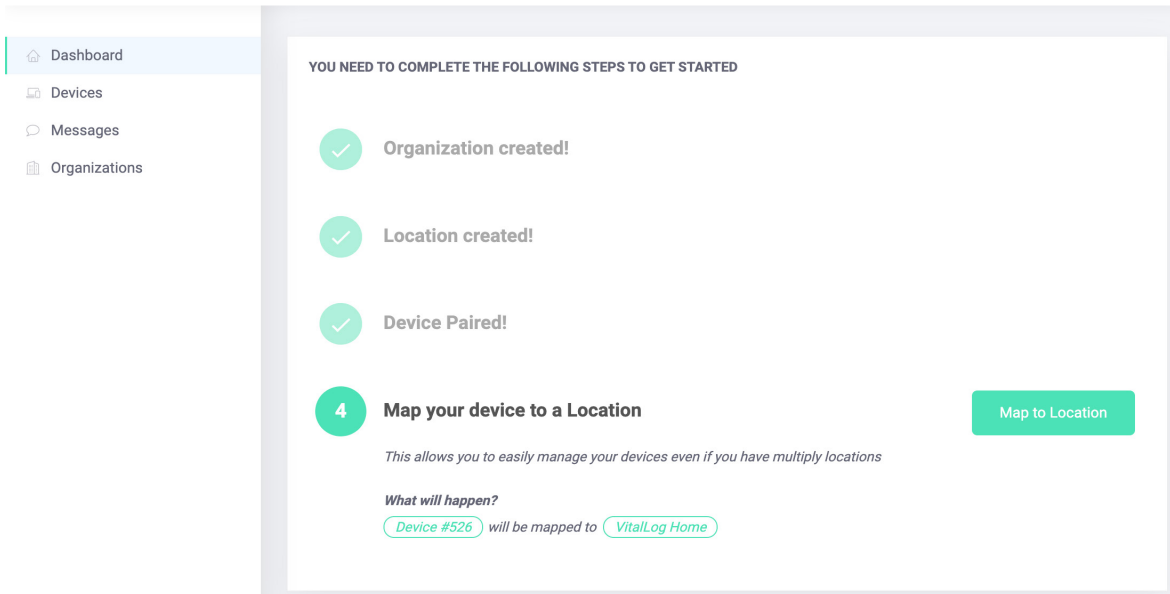 Dashboard
Devices
Messages
Organizations
YOU NEED TO COMPLETE THE FOLLOWING STEPS TO GET STARTED
Organization created!
Location created!
Device Paired!
4
Map your device to a Location
Map to Location
This allows you to easily manage your devices even if you have multiply locations
What will happen?
Device #526 will be mapped to VitalLog Home